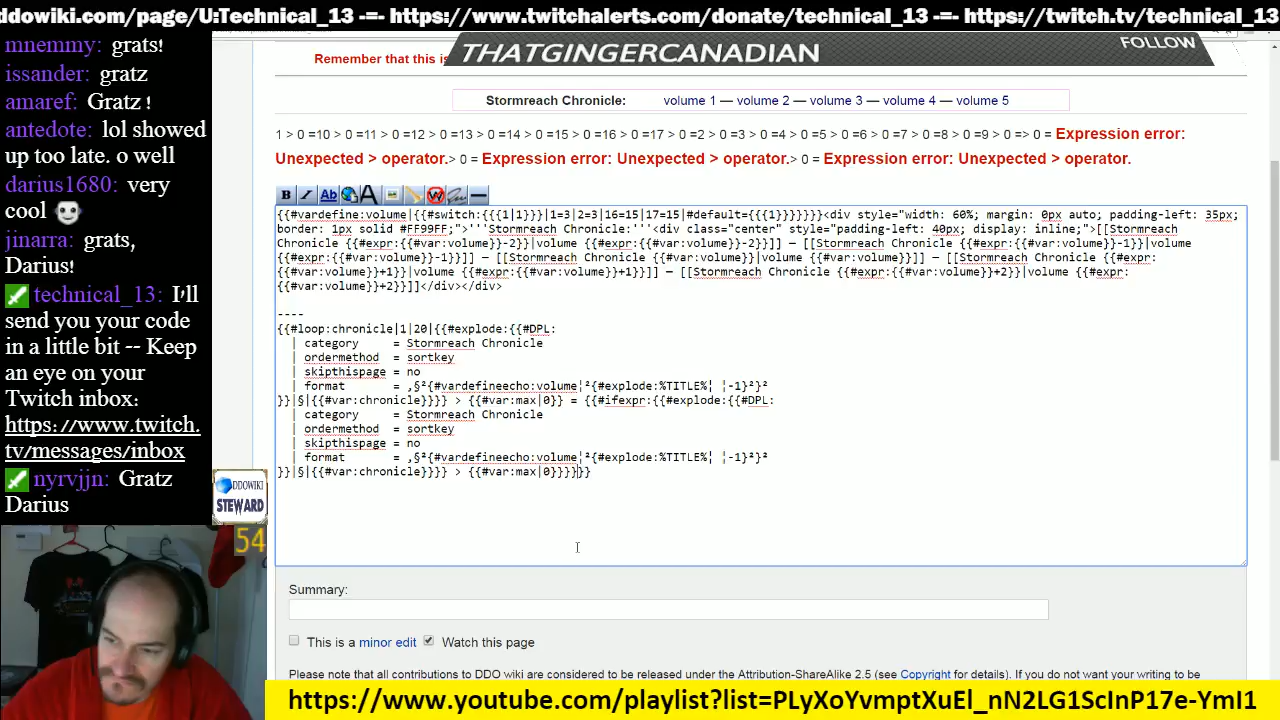 ddowiki.com/page/U:Technical_13 -=- https://www.twitchalerts.com/donate/technical_13 -=- https://twitch.tv/technical_13
mnemmy: grats!
issander: gratz
amaref: Gratz !
antedote: lol showed
up too late. o well
darius1680: very
cool
jinarra: grats,
Darius!
technical_13: I'll
send you your code
in a little bit -- Keep
an eye on your
Twitch inbox:
https://www.twitch.
tv/messages/inbox
nyrvjjn: Gratz
Darius
DDOWIKI
STEWARD
54
THATGINGERCANADIAN
FOLLOW
Remember that this is
Stormreach Chronicle: volume 1 — volume 2 — volume 3 — volume 4 — volume 5
1 > 0 =10 > 0 =11 > 0 =12 > 0 =13 > 0 =14 > 0 =15 > 0 =16 > 0 =17 > 0 =2 > 0 =3 > 0 =4 > 0 =5 > 0 =6 > 0 =7 > 0 =8 > 0 =9 > 0 => 0 = Expression error:
Unexpected > operator.> 0 = Expression error: Unexpected > operator.> 0 = Expression error: Unexpected > operator.
B I Ab A W
{{#vardefine:volume|{{#switch:{{{1|1}}}|1=3|2=3|16=15|17=15|#default={{{1}}}}}}}<div style="width: 60%; margin: 0px auto; padding-left: 35px;
border: 1px solid #FF99FF;">'''Stormreach Chronicle:'''<div class="center" style="padding-left: 40px; display: inline;">[[Stormreach
Chronicle {{#expr:{{#var:volume}}-2}}|volume {{#expr:{{#var:volume}}-2}}]] — [[Stormreach Chronicle {{#expr:{{#var:volume}}-1}}|volume
{{#expr:{{#var:volume}}-1}}]] — [[Stormreach Chronicle {{#var:volume}}|volume {{#var:volume}}]] — [[Stormreach Chronicle {{#expr:
{{#var:volume}}+1}}|volume {{#expr:{{#var:volume}}+1}}]] — [[Stormreach Chronicle {{#expr:{{#var:volume}}+2}}|volume {{#expr:
{{#var:volume}}+2}}]]</div></div>
----
{{#loop:chronicle|1|20|{{#explode:{{#DPL:
| category = Stormreach Chronicle
| ordermethod = sortkey
| skipthispage = no
| format = ,§²{#vardefineecho:volume¦²{#explode:%TITLE%¦ ¦-1}²}²
}}|§|{{#var:chronicle}}}} > {{#var:max|0}} = {{#ifexpr:{{#explode:{{#DPL:
| category = Stormreach Chronicle
| ordermethod = sortkey
| skipthispage = no
| format = ,§²{#vardefineecho:volume¦²{#explode:%TITLE%¦ ¦-1}²}²
}}|§|{{#var:chronicle}}}} > {{#var:max|0}}}}}}
Summary:
This is a minor edit Watch this page
Please note that all contributions to DDO wiki are considered to be released under the Attribution-ShareAlike 2.5 (see Copyright for details). If you do not want your writing to
https://www.youtube.com/playlist?list=PLyXoYvmptXuEl_nN2LG1ScInP17e-YmI1